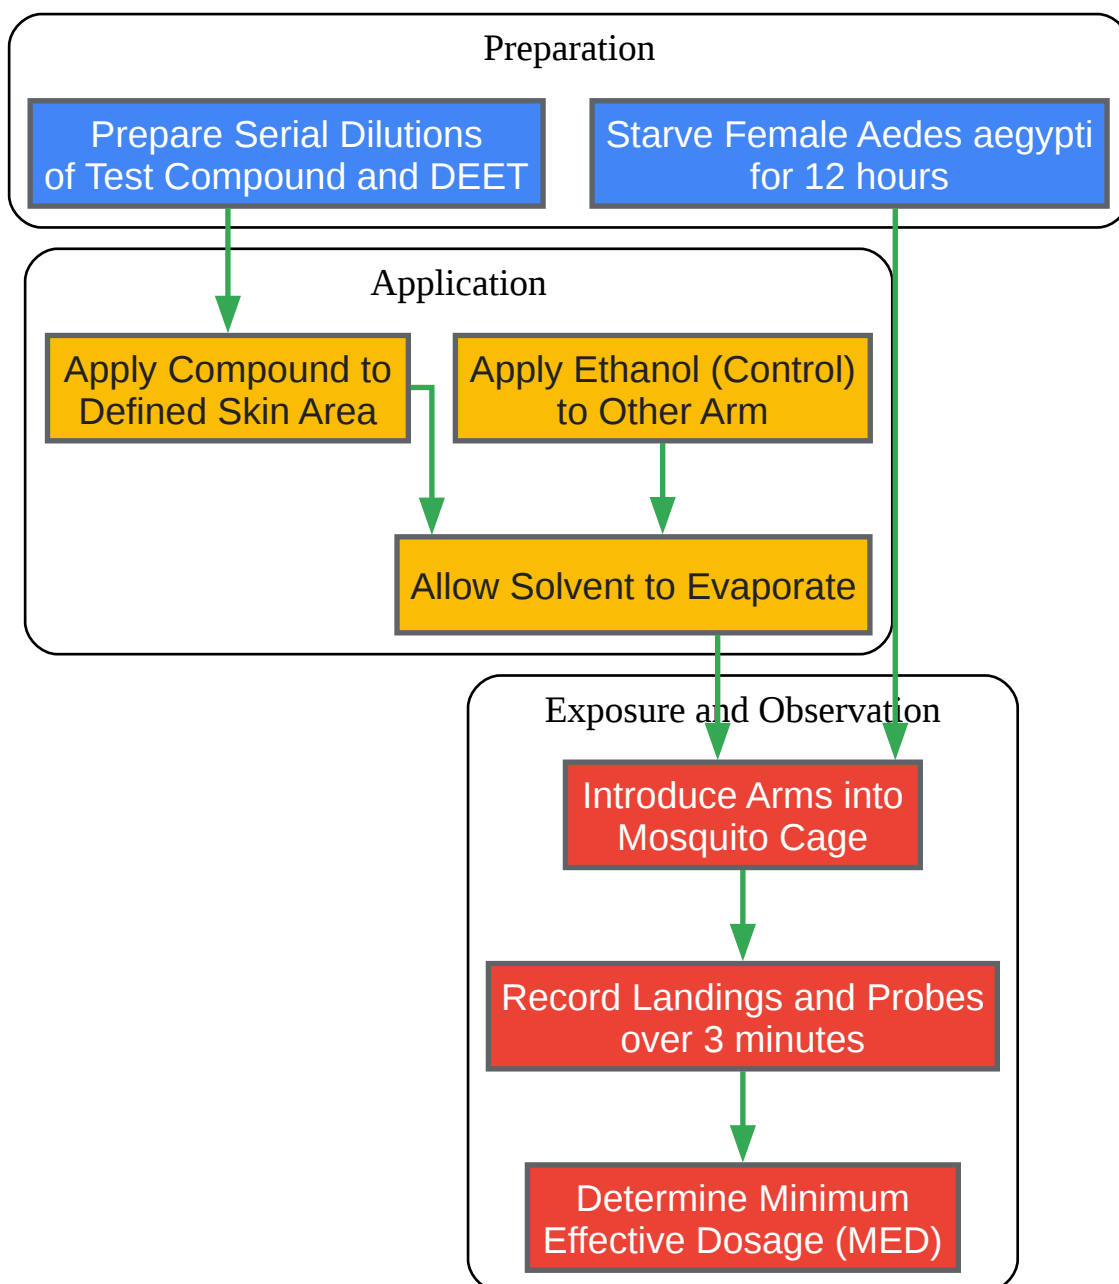 Preparation
Prepare Serial Dilutions
of Test Compound and DEET
Starve Female Aedes aegypti
for 12 hours
Application
Apply Compound to
Defined Skin Area
Apply Ethanol (Control)
to Other Arm
Allow Solvent to Evaporate
Exposure and Observation
Introduce Arms into
Mosquito Cage
Record Landings and Probes
over 3 minutes
Determine Minimum
Effective Dosage (MED)